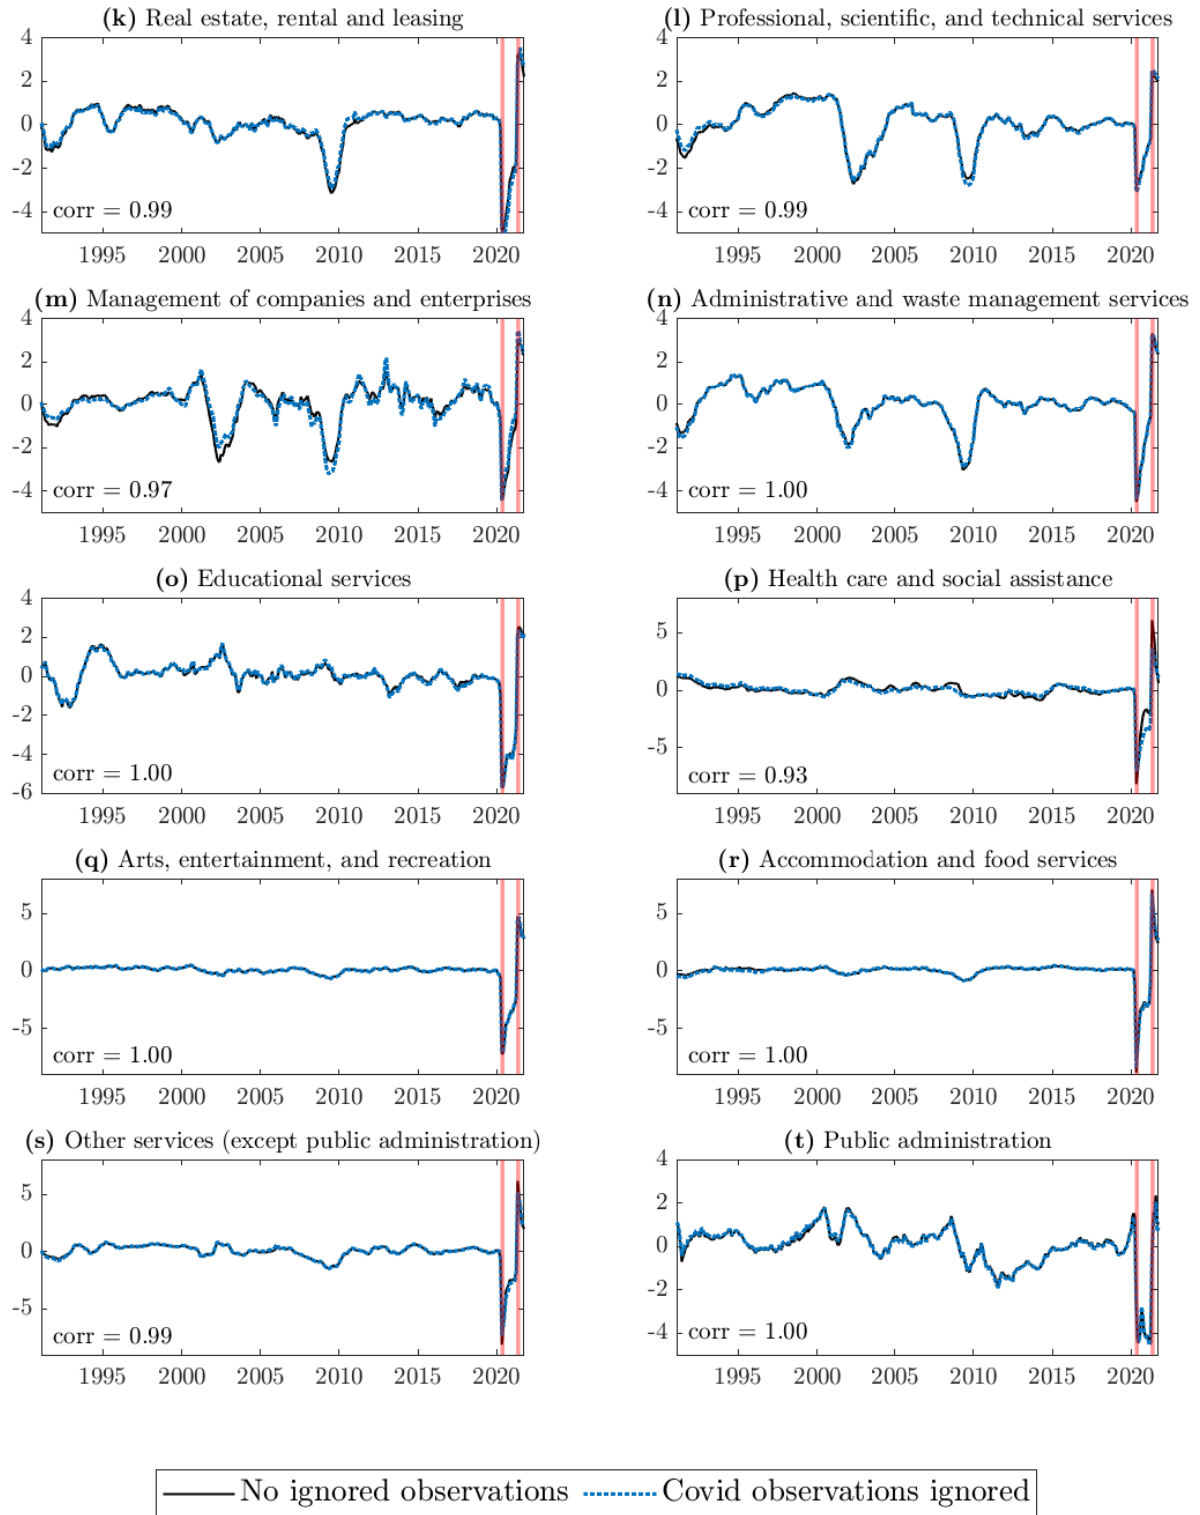 (k) Real estate, rental and leasing
4
2
0
-2
-4
corr = 0.99
1995 2000 2005 2010 2015 2020
(l) Professional, scientific, and technical services
4
2
0
-2
-4
corr = 0.99
1995 2000 2005 2010 2015 2020
(m) Management of companies and enterprises
4
2
0
-2
-4
corr = 0.97
1995 2000 2005 2010 2015 2020
(n) Administrative and waste management services
4
2
0
-2
-4
corr = 1.00
1995 2000 2005 2010 2015 2020
(o) Educational services
4
2
0
-2
-4
-6
corr = 1.00
1995 2000 2005 2010 2015 2020
(p) Health care and social assistance
5
0
-5
corr = 0.93
1995 2000 2005 2010 2015 2020
(q) Arts, entertainment, and recreation
5
0
-5
corr = 1.00
1995 2000 2005 2010 2015 2020
(r) Accommodation and food services
5
0
-5
corr = 1.00
1995 2000 2005 2010 2015 2020
(s) Other services (except public administration)
5
0
-5
corr = 0.99
1995 2000 2005 2010 2015 2020
(t) Public administration
4
2
0
-2
-4
corr = 1.00
1995 2000 2005 2010 2015 2020
No ignored observations Covid observations ignored